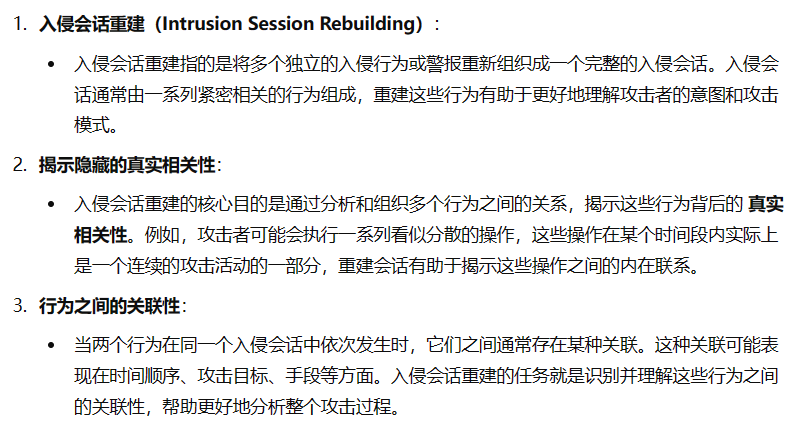 1. 入侵会话重建（Intrusion Session Rebuilding）:
• 入侵会话重建指的是将多个独立的入侵行为或警报重新组织成一个完整的入侵会话。入侵会
话通常由一系列紧密相关的行为组成，重建这些行为有助于更好地理解攻击者的意图和攻击
模式。
2. 揭示隐藏的真实相关性:
• 入侵会话重建的核心目的是通过分析和组织多个行为之间的关系，揭示这些行为背后的 真实
相关性。例如，攻击者可能会执行一系列看似分散的操作，这些操作在某个时间段内实际上
是一个连续的攻击活动的一部分，重建会话有助于揭示这些操作之间的内在联系。
3. 行为之间的关联性:
• 当两个行为在同一个入侵会话中依次发生时，它们之间通常存在某种关联。这种关联可能表
现在时间顺序、攻击目标、手段等方面。入侵会话重建的任务就是识别并理解这些行为之间
的关联性，帮助更好地分析整个攻击过程。